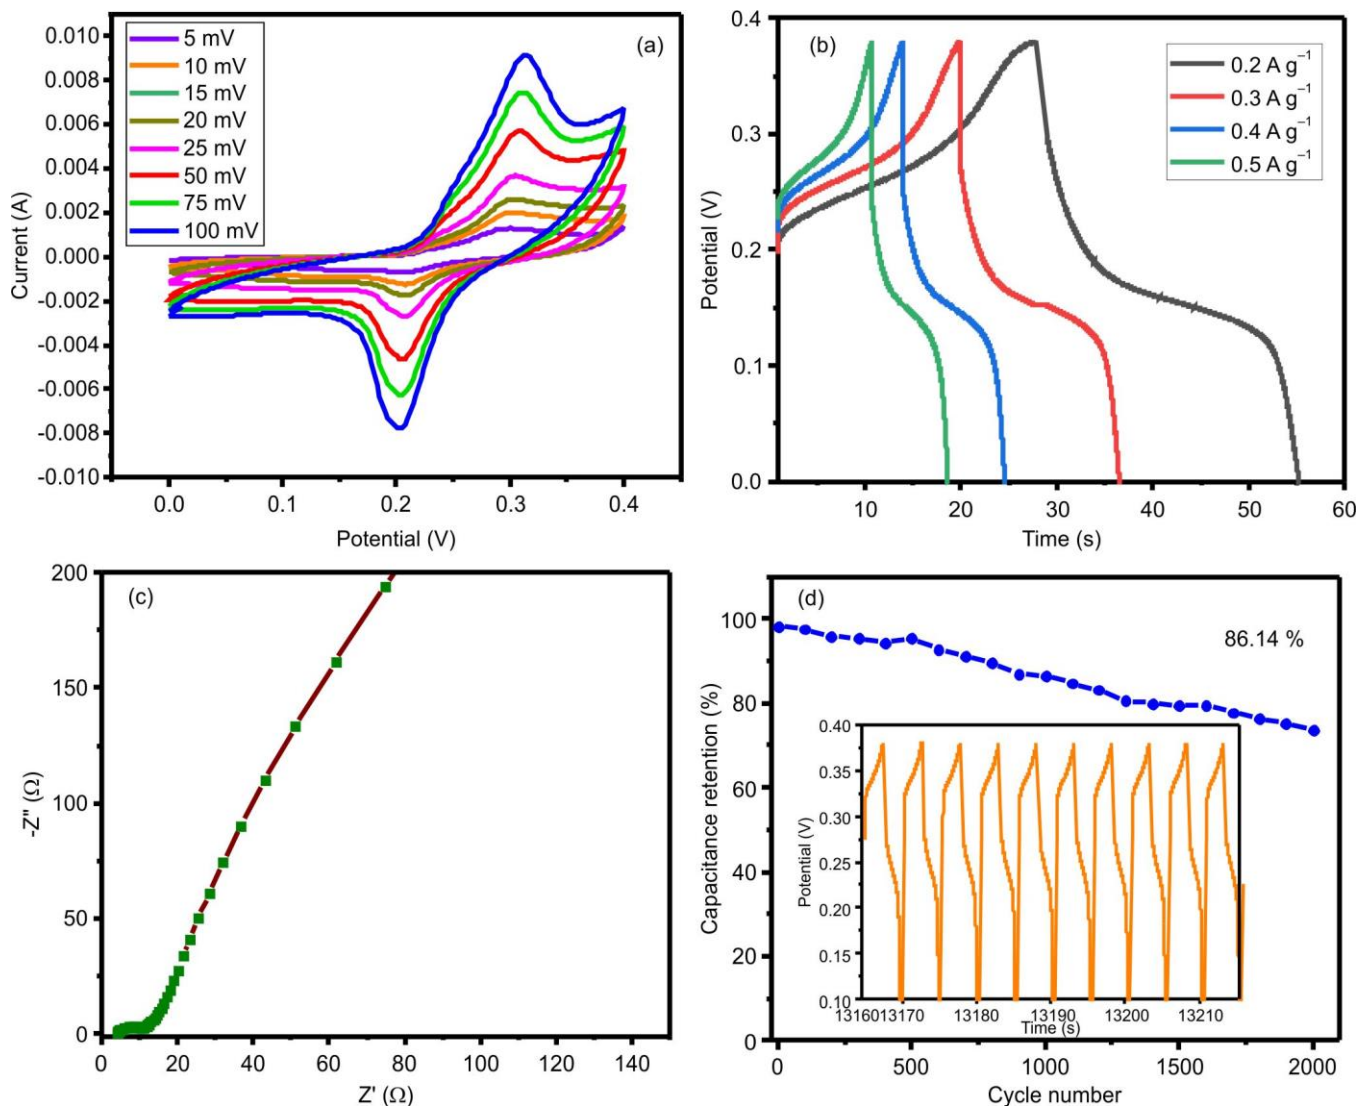 (a)
5 mV
10 mV
15 mV
20 mV
25 mV
50 mV
75 mV
100 mV
0.010
0.008
0.006
0.004
0.002
0.000
-0.002
-0.004
-0.006
-0.008
-0.010
Current (A)
0.0 0.1 0.2 0.3 0.4
Potential (V)
(b)
0.2 A g⁻¹
0.3 A g⁻¹
0.4 A g⁻¹
0.5 A g⁻¹
0.4
0.3
0.2
0.1
0.0
Potential (V)
10 20 30 40 50 60
Time (s)
(c)
200
150
100
50
0
-Z" (Ω)
0 20 40 60 80 100 120 140
Z' (Ω)
(d)
86.14 %
100
80
60
40
20
0
Capacitance retention (%)
0.40
0.35
0.30
0.25
0.20
0.10
Potential (V)
13160 13170 13180 13190 13200 13210
Time (s)
0 500 1000 1500 2000
Cycle number